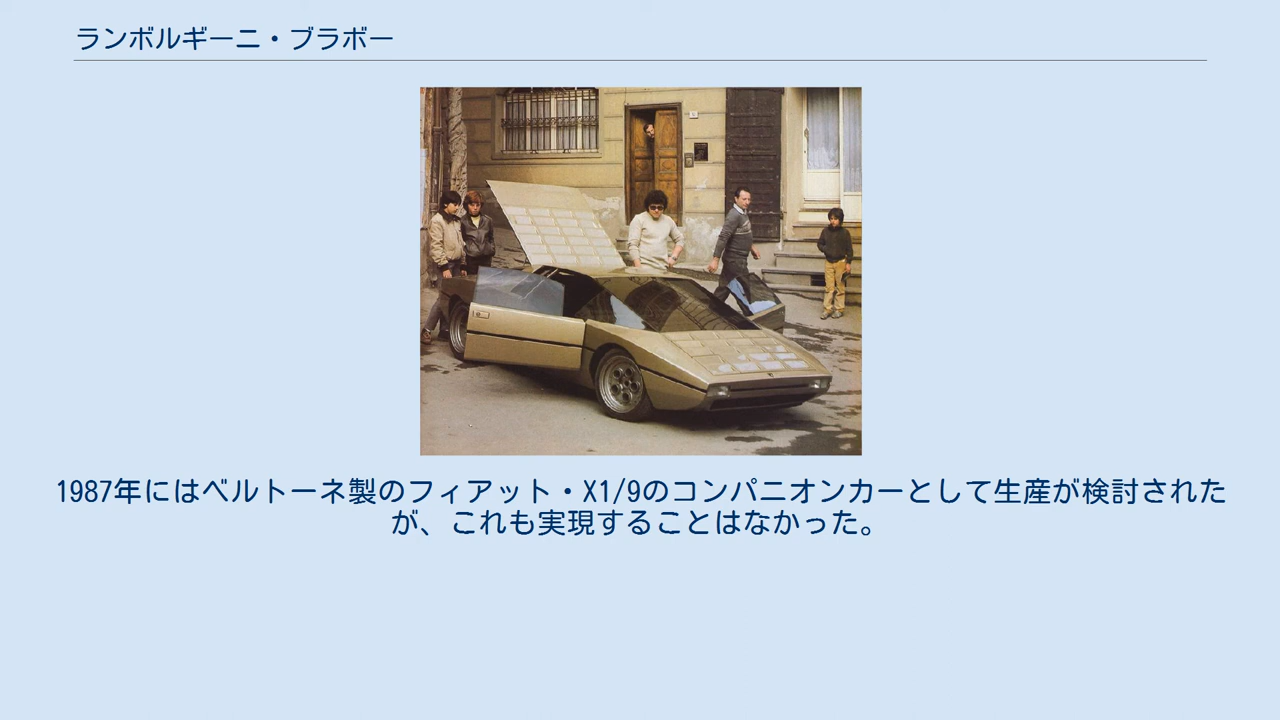 ランボルギーニ・ブラボー
1987年にはベルトーネ製のフィアット・X1/9のコンパニオンカーとして生産が検討された
が、これも実現することはなかった。